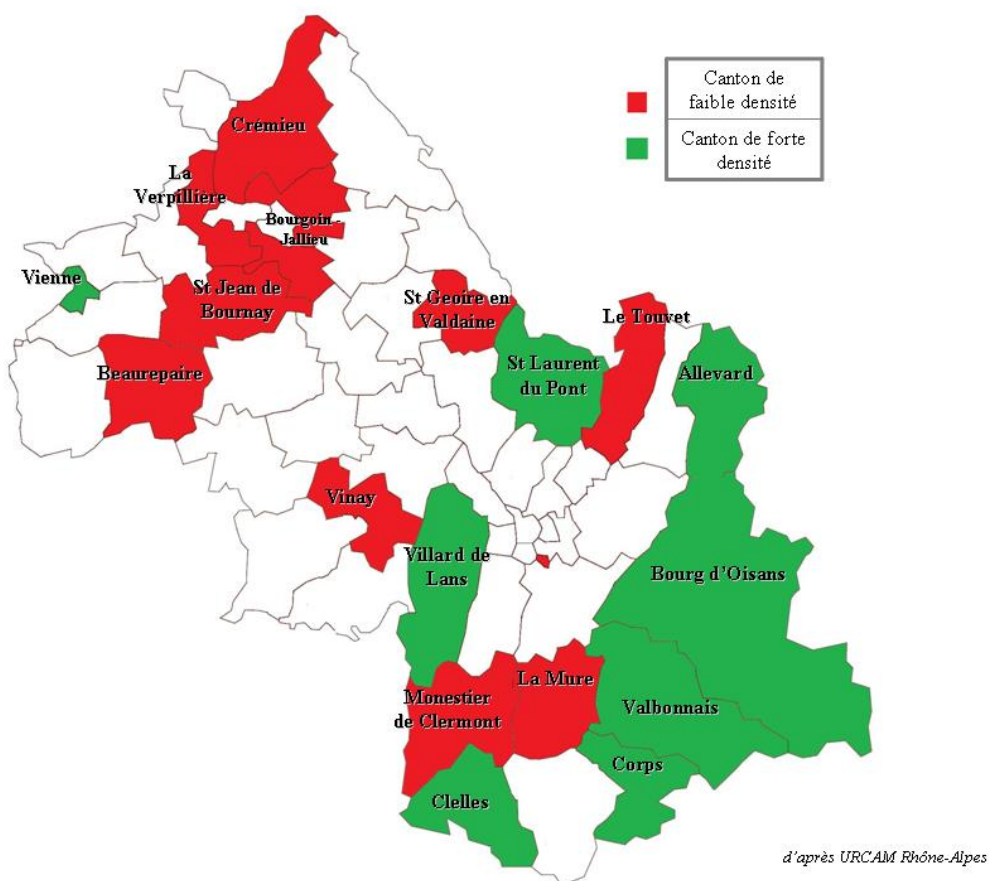 Canton de
faible densité
Canton de forte
densité
Crémieu
La
Verpillière
Bourgoin -
Jallieu
Vienne
St Jean de
Bournay
St Geoire en
Valdaine
Le Touvet
Beaurepaire
St Laurent
du Pont
Allevard
Vinay
Villard de
Lans
Bourg d'Oisans
La Mure
Monestier
de Clermont
Valbonnais
Corps
Clelles
d'après URCAM Rhône-Alpes